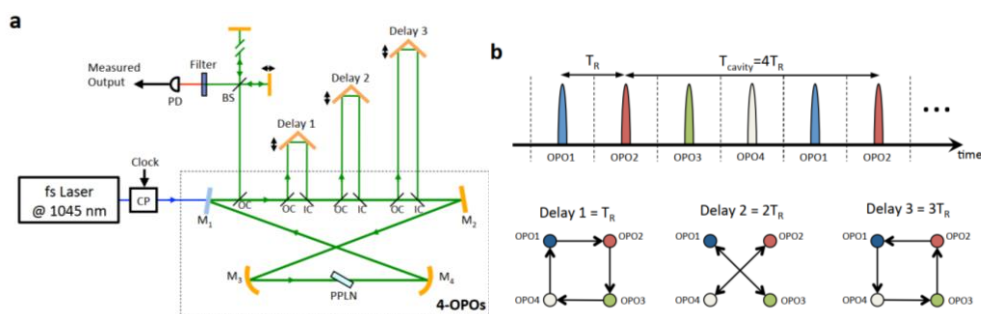 a
Measured
Output
Filter
PD
BS
Delay 1
Delay 2
Delay 3
Clock
fs Laser
@ 1045 nm
CP
M1
OC
OC
IC
OC
IC
OC
IC
M2
M3
PPLN
M4
4-OPOs
b
TR
Tcavity=4TR
OPO1
OPO2
OPO3
OPO4
OPO1
OPO2
time
Delay 1 = TR
Delay 2 = 2TR
Delay 3 = 3TR
OPO1
OPO2
OPO1
OPO2
OPO1
OPO2
OPO4
OPO3
OPO4
OPO3
OPO4
OPO3